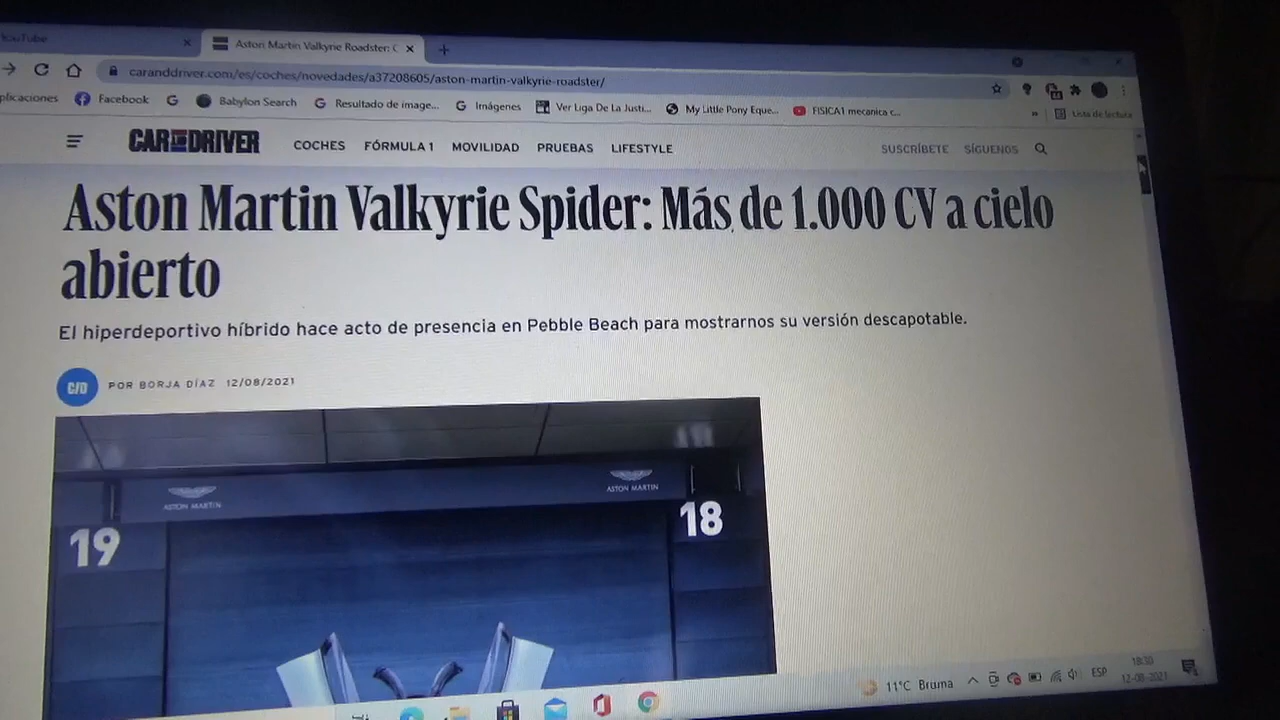 YouTube
Aston Martin Valkyrie Roadster: C
caranddriver.com/es/coches/novedades/a37208605/aston-martin-valkyrie-roadster/
plicaciones Facebook Babylon Search Resultado de image... Imágenes Ver Liga De La Justi... My Little Pony Eque... FISICA1 mecanica c... » Lista de lectura
CAR AND DRIVER COCHES FÓRMULA 1 MOVILIDAD PRUEBAS LIFESTYLE SUSCRÍBETE SÍGUENOS
Aston Martin Valkyrie Spider: Más de 1.000 CV a cielo
abierto
El hiperdeportivo híbrido hace acto de presencia en Pebble Beach para mostrarnos su versión descapotable.
C/D POR BORJA DÍAZ 12/08/2021
ASTON MARTIN
ASTON MARTIN
19
18
11°C Bruma ESP 18:30
12-08-2021